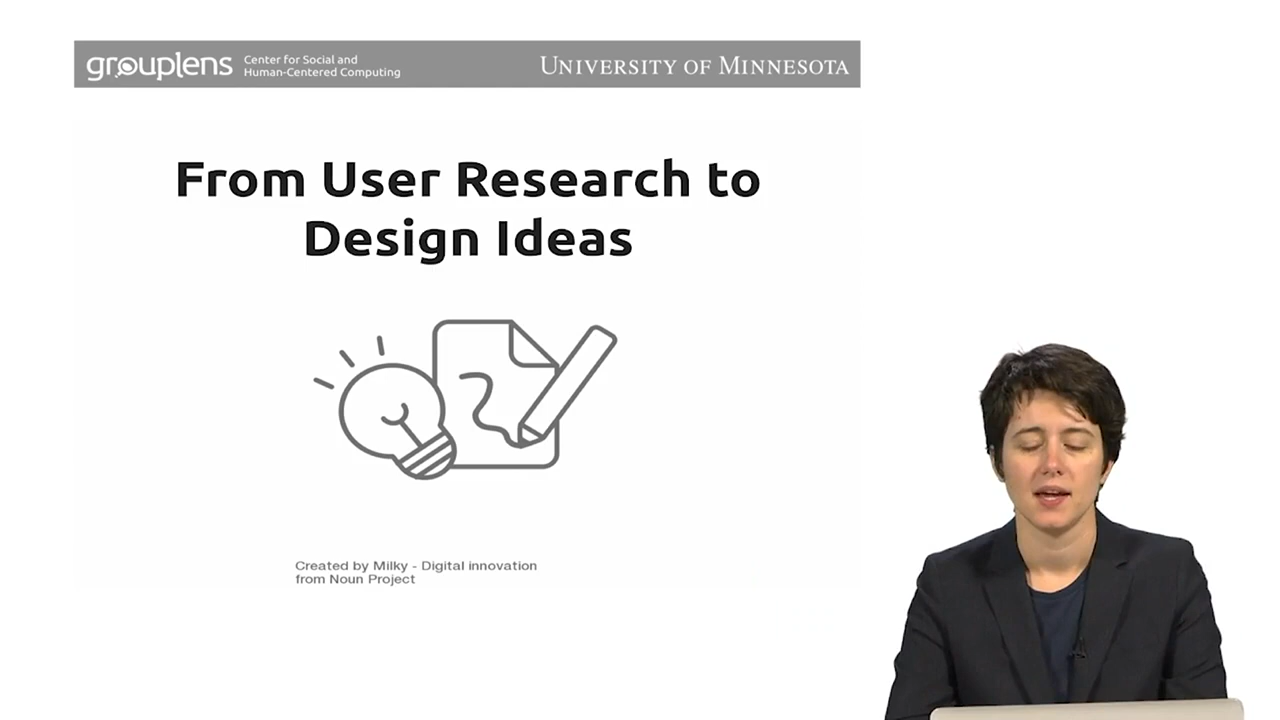 grouplens
Center for Social and
Human-Centered Computing
UNIVERSITY OF MINNESOTA
From User Research to
Design Ideas
Created by Milky - Digital innovation
from Noun Project